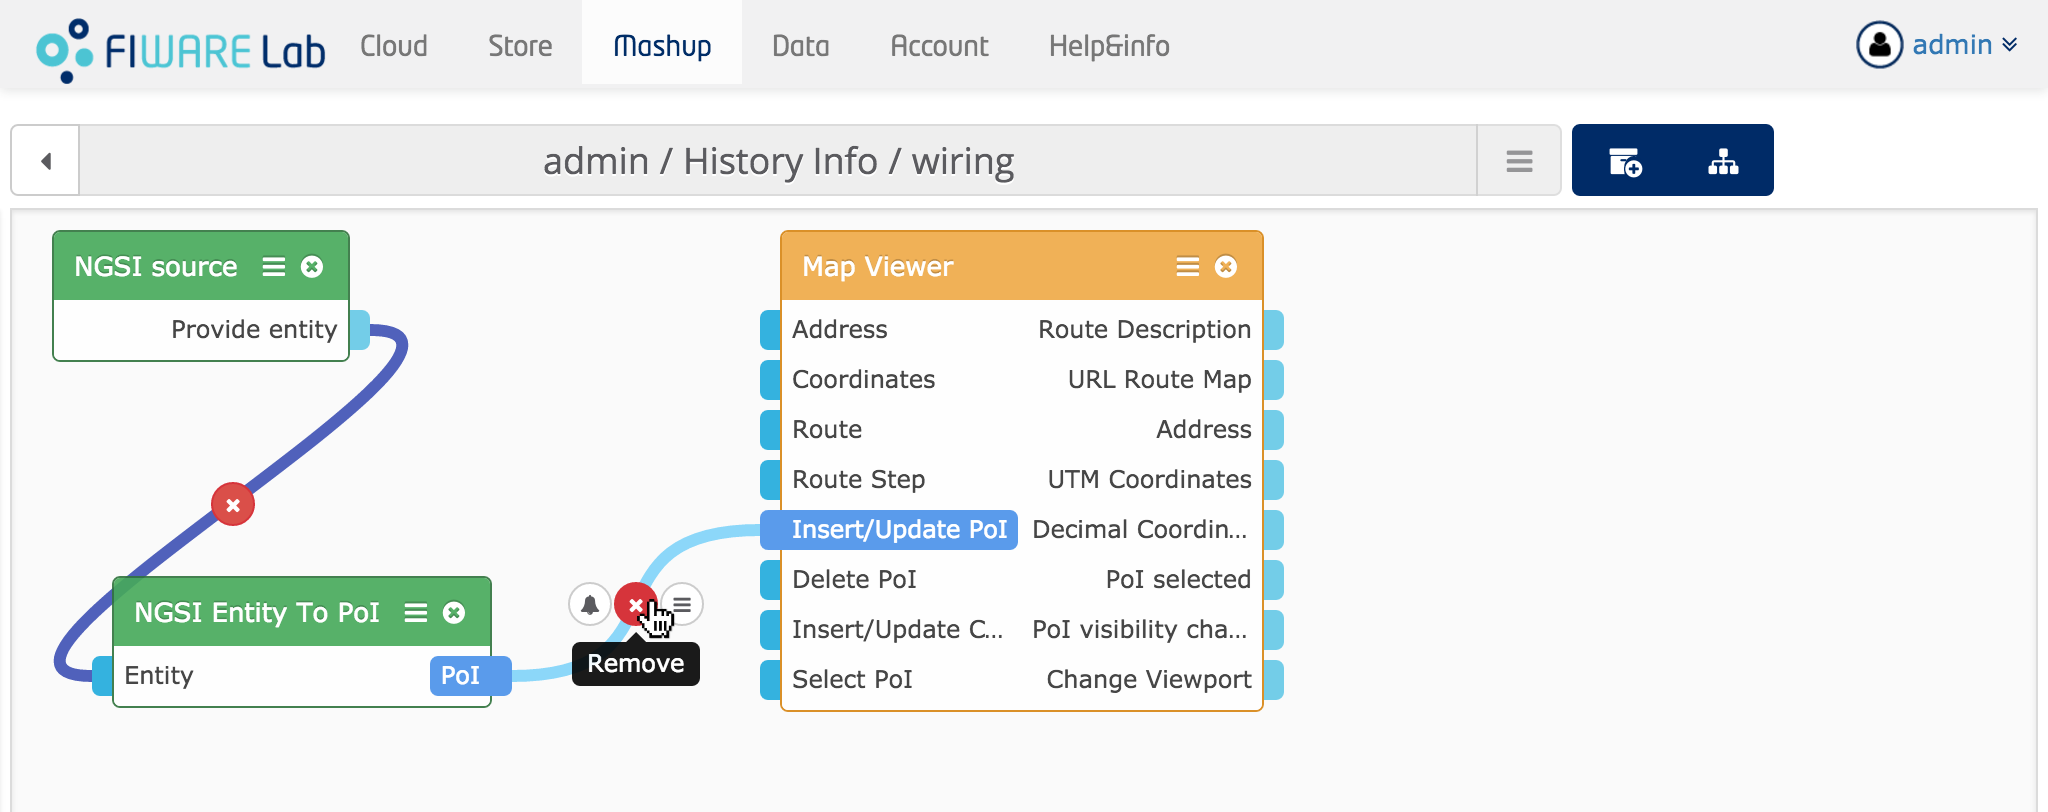 FIWARE Lab Cloud Store Mashup Data Account Help&info admin
admin / History Info / wiring
NGSI source
Provide entity
NGSI Entity To PoI
Entity PoI
Remove
Map Viewer
Address Route Description
Coordinates URL Route Map
Route Address
Route Step UTM Coordinates
Insert/Update PoI Decimal Coordin...
Delete PoI PoI selected
Insert/Update C... PoI visibility cha...
Select PoI Change Viewport